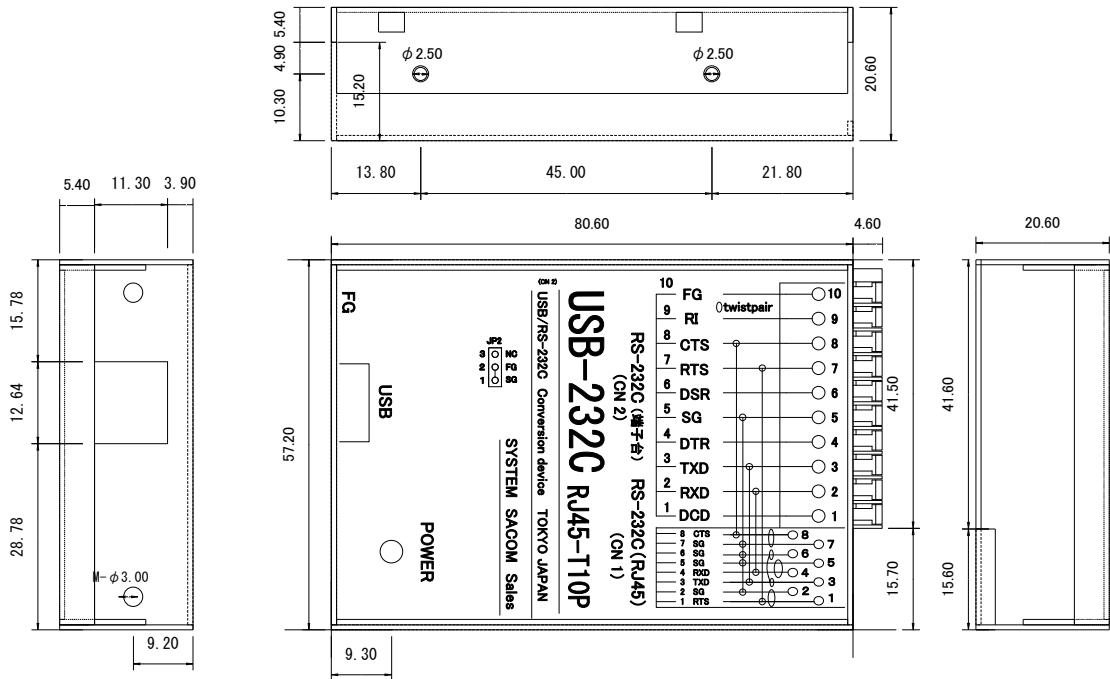 5.40
4.90
10.30
15.20
φ2.50
φ2.50
20.60
13.80
45.00
21.80
5.40
11.30
3.90
80.60
4.60
20.60
15.78
12.64
28.78
M-φ3.00
9.20
57.20
FG
USB
POWER
JP2
3 NC
2 FG
1 SG
(CN 2)
USB/RS-232C Conversion device TOKYO JAPAN
SYSTEM SACOM Sales
USB-232C RJ45-T10P
RS-232C (端子台)
(CN 2)
RS-232C (RJ45)
(CN 1)
twistpair
10 FG 10
9 RI 9
8 CTS 8
7 RTS 7
6 DSR 6
5 SG 5
4 DTR 4
3 TXD 3
2 RXD 2
1 DCD 1
8 CTS 8
7 SG 7
6 SG 6
5 SG 5
4 RXD 4
3 TXD 3
2 SG 2
1 RTS 1
41.50
15.70
41.60
15.60
9.30